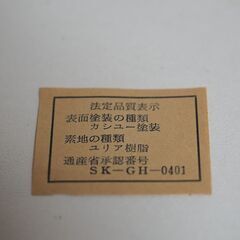 法定品質表示
表面塗装の種類
カシュー塗装
素地の種類
ユリア樹脂
通産省承認番号
SK-GH-0401